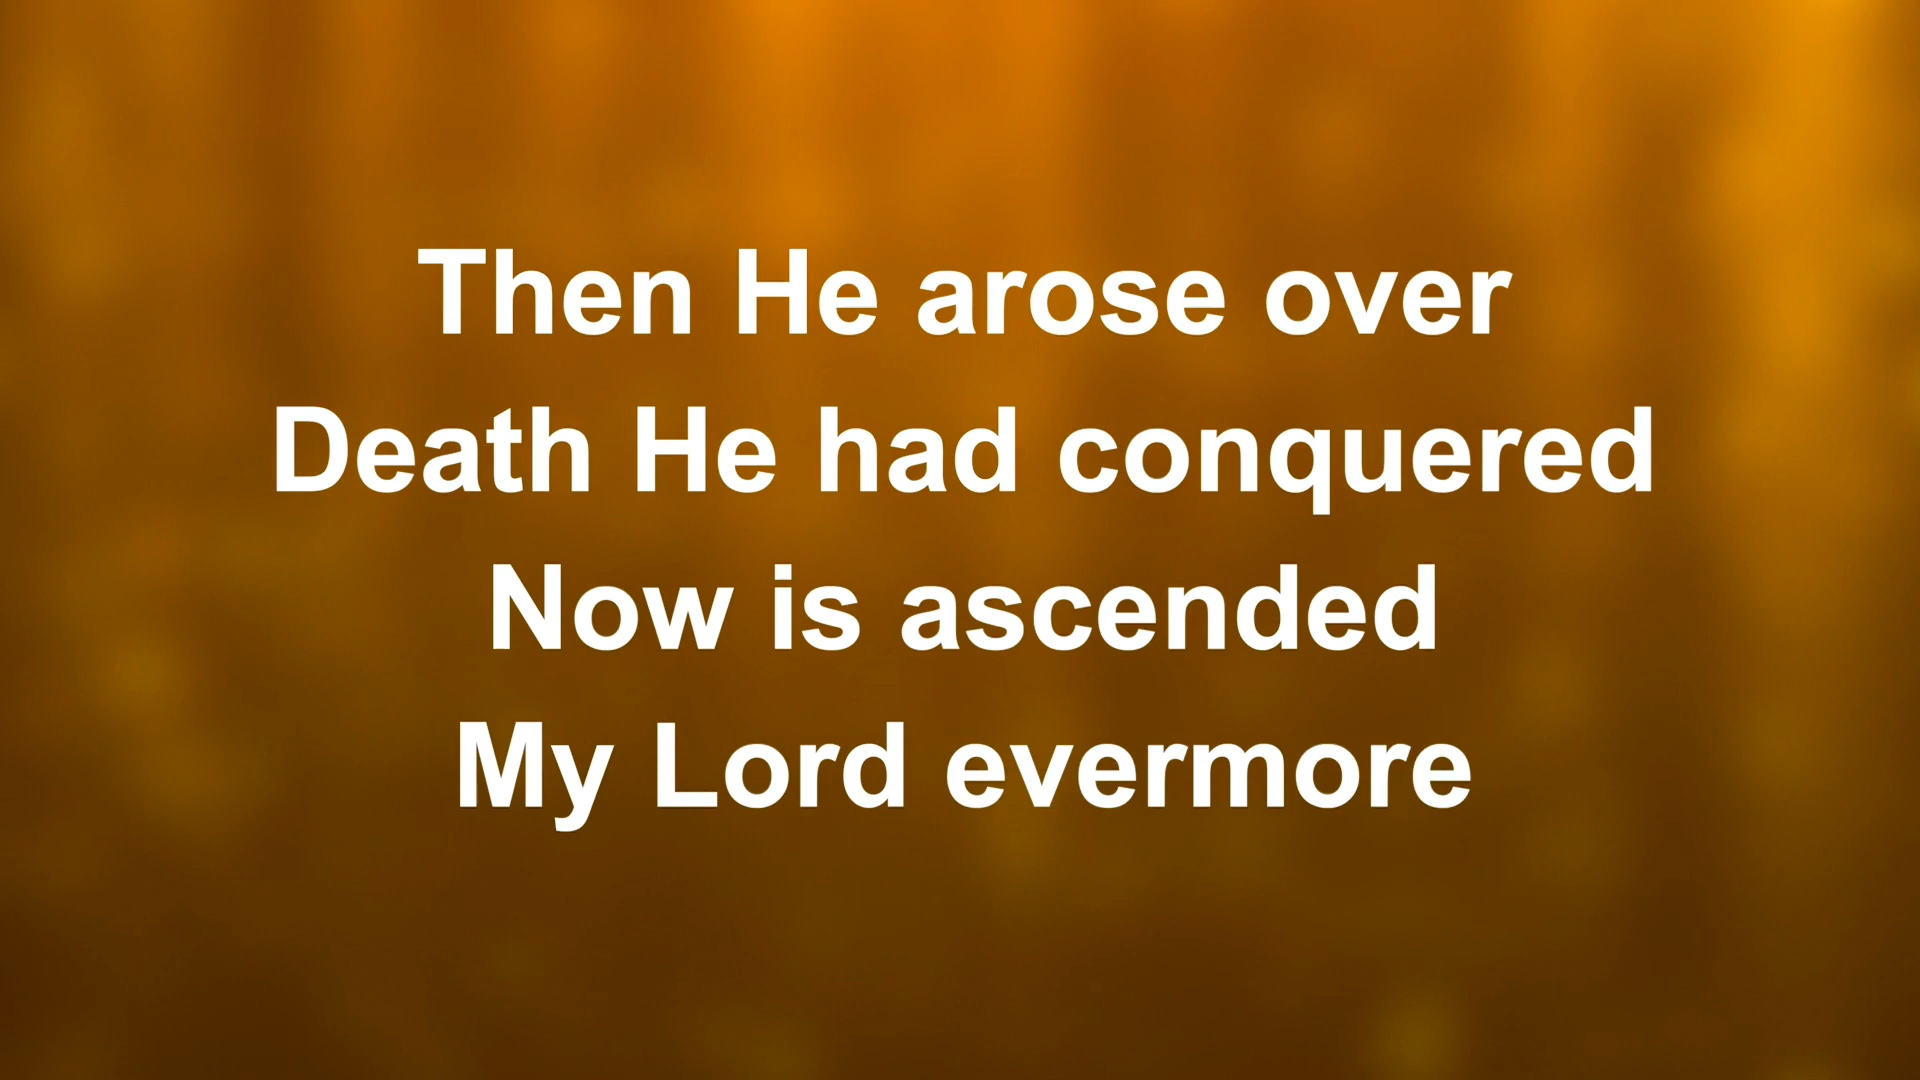 Then He arose over
Death He had conquered
Now is ascended
My Lord evermore